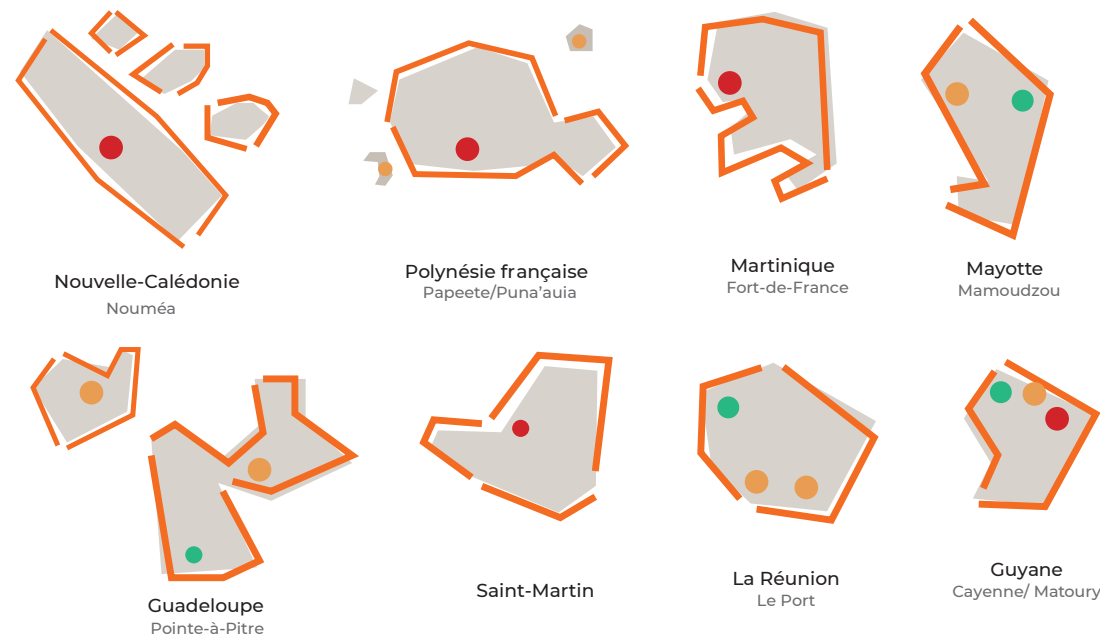 Nouvelle-Calédonie
Nouméa
Polynésie française
Papeete/Puna’auia
Martinique
Fort-de-France
Mayotte
Mamoudzou
Guadeloupe
Pointe-à-Pitre
Saint-Martin
La Réunion
Le Port
Guyane
Cayenne/ Matoury